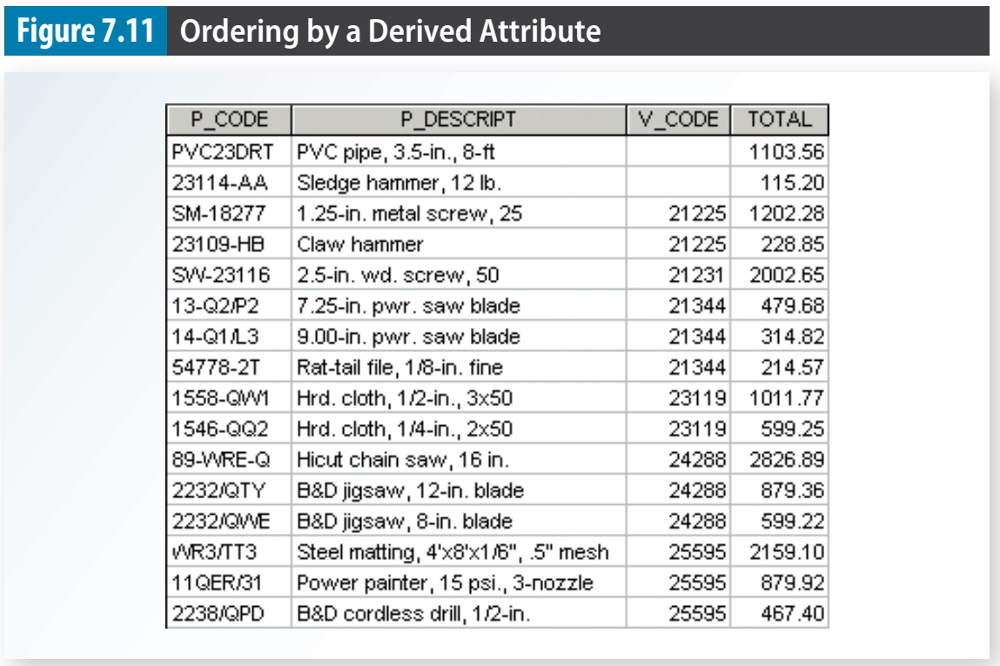 Figure 7.11 Ordering by a Derived Attribute
P_CODE P_DESCRIPT V_CODE TOTAL
PVC23DRT PVC pipe, 3.5-in., 8-ft 1103.56
23114-AA Sledge hammer, 12 lb. 115.20
SM-18277 1.25-in. metal screw, 25 21225 1202.28
23109-HB Claw hammer 21225 228.85
SW-23116 2.5-in. wd. screw, 50 21231 2002.65
13-Q2/P2 7.25-in. pwr. saw blade 21344 479.68
14-Q1/L3 9.00-in. pwr. saw blade 21344 314.82
54778-2T Rat-tail file, 1/8-in. fine 21344 214.57
1558-QW1 Hrd. cloth, 1/2-in., 3x50 23119 1011.77
1546-QQ2 Hrd. cloth, 1/4-in., 2x50 23119 599.25
89-WRE-Q Hicut chain saw, 16 in. 24288 2826.89
2232/QTY B&D jigsaw, 12-in. blade 24288 879.36
2232/QWE B&D jigsaw, 8-in. blade 24288 599.22
WR3/TT3 Steel matting, 4'x8'x1/6", .5" mesh 25595 2159.10
11QER/31 Power painter, 15 psi., 3-nozzle 25595 879.92
2238/QPD B&D cordless drill, 1/2-in. 25595 467.40